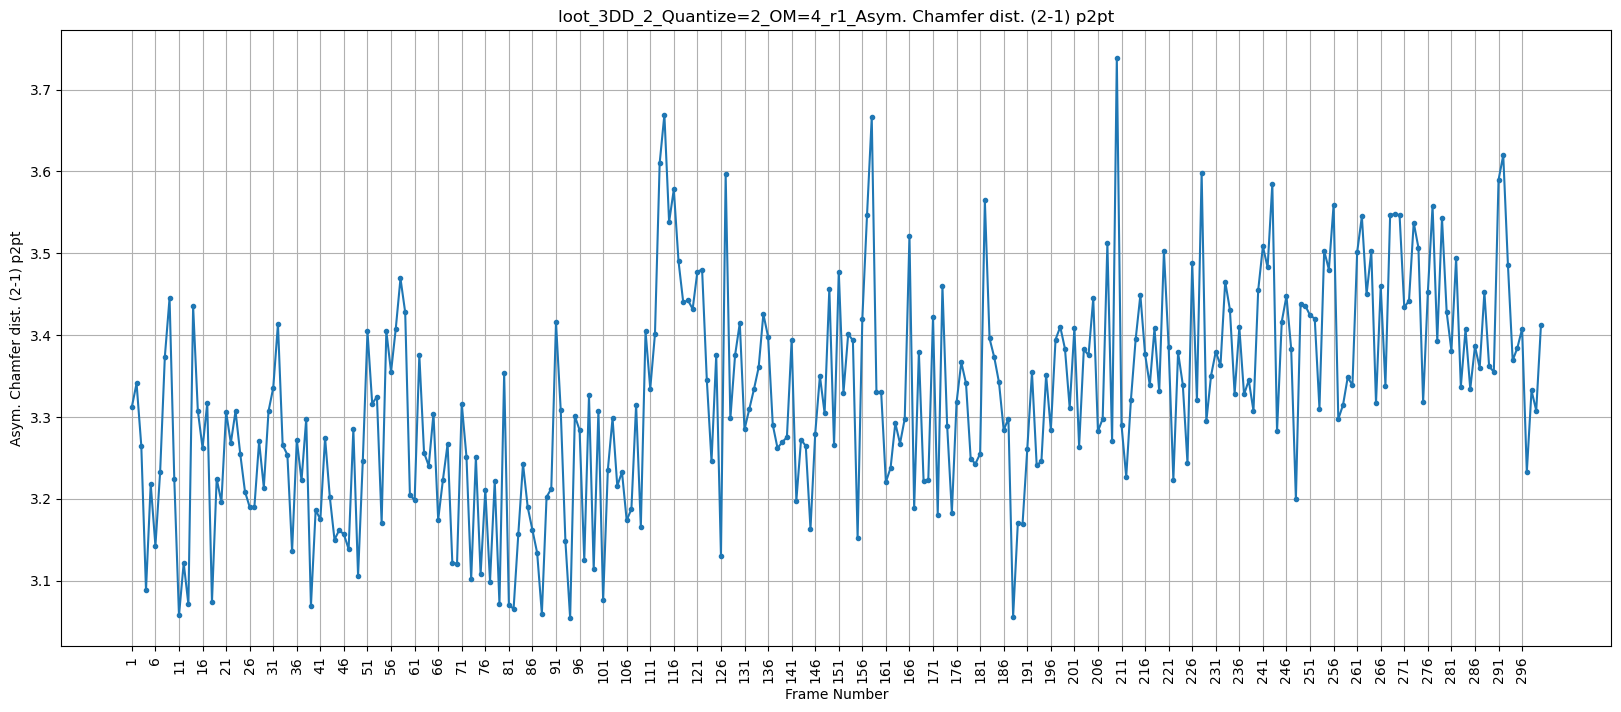 loot_3DD_2_Quantize=2_OM=4_r1_Asym. Chamfer dist. (2-1) p2pt
Asym. Chamfer dist. (2-1) p2pt
3.7
3.6
3.5
3.4
3.3
3.2
3.1
1 6 11 16 21 26 31 36 41 46 51 56 61 66 71 76 81 86 91 96 101 106 111 116 121 126 131 136 141 146 151 156 161 166 171 176 181 186 191 196 201 206 211 216 221 226 231 236 241 246 251 256 261 266 271 276 281 286 291 296
Frame Number